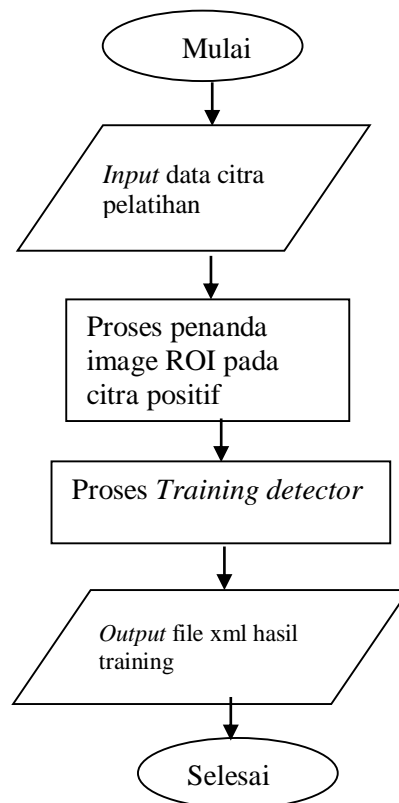 Mulai
Input data citra
pelatihan
Proses penanda
image ROI pada
citra positif
Proses Training detector
Output file xml hasil
training
Selesai